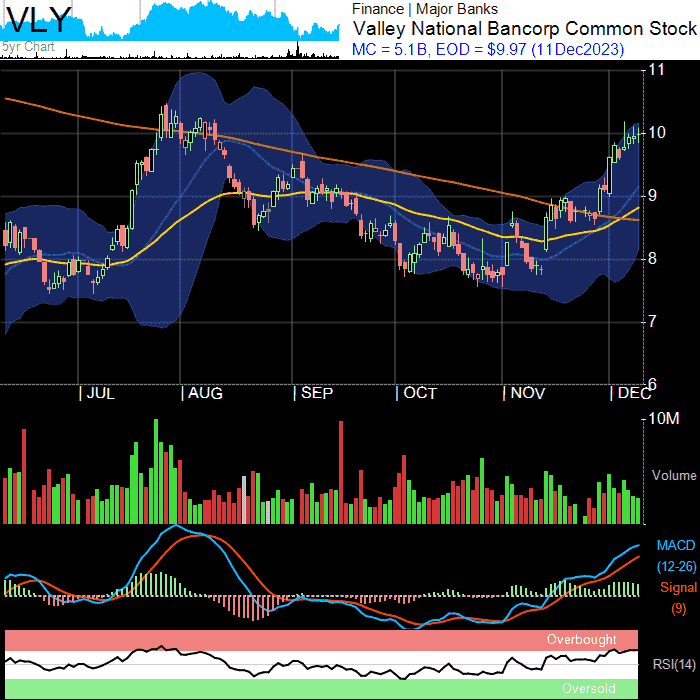 VLY
5yr Chart
Finance | Major Banks
Valley National Bancorp Common Stock
MC = 5.1B, EOD = $9.97 (11Dec2023)
11
10
9
8
7
6
JUL
AUG
SEP
OCT
NOV
DEC
10M
Volume
MACD
(12-26)
Signal
(9)
Overbought
RSI(14)
Oversold